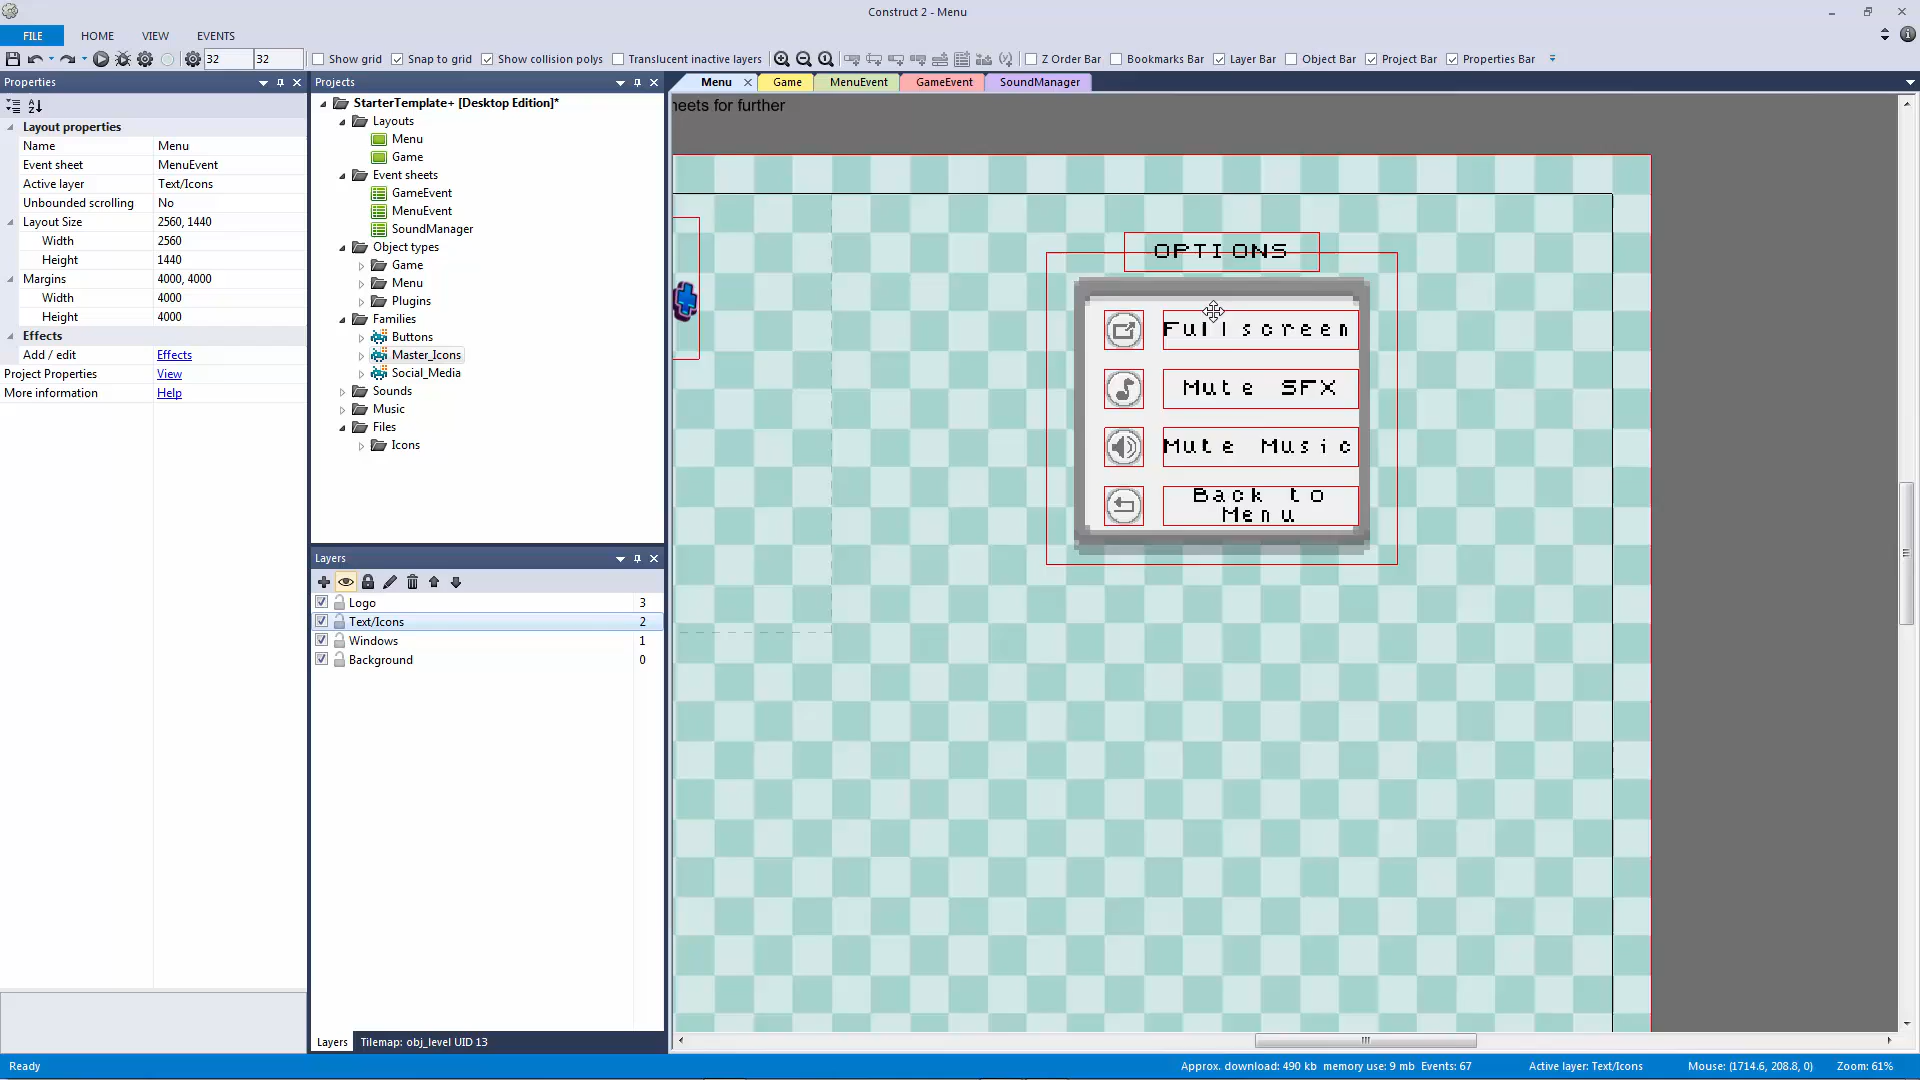 Construct 2 - Menu
FILE HOME VIEW EVENTS
32 32 Show grid Snap to grid Show collision polys Translucent inactive layers Z Order Bar Bookmarks Bar Layer Bar Object Bar Project Bar Properties Bar
Properties
Layout properties
Name Menu
Event sheet MenuEvent
Active layer Text/Icons
Unbounded scrolling No
Layout Size 2560, 1440
Width 2560
Height 1440
Margins 4000, 4000
Width 4000
Height 4000
Effects
Add / edit Effects
Project Properties View
More information Help
Projects
StarterTemplate+ [Desktop Edition]*
Layouts
Menu
Game
Event sheets
GameEvent
MenuEvent
SoundManager
Object types
Game
Menu
Plugins
Families
Buttons
Master_Icons
Social_Media
Sounds
Music
Files
Icons
Layers
Logo 3
Text/Icons 2
Windows 1
Background 0
Layers Tilemap: obj_level UID 13
Menu Game MenuEvent GameEvent SoundManager
heets for further
OPTIONS
Fullscreen
Mute SFX
Mute Music
Back to
Menu
Ready Approx. download: 490 kb memory use: 9 mb Events: 67 Active layer: Text/Icons Mouse: (1714.6, 208.8, 0) Zoom: 61%